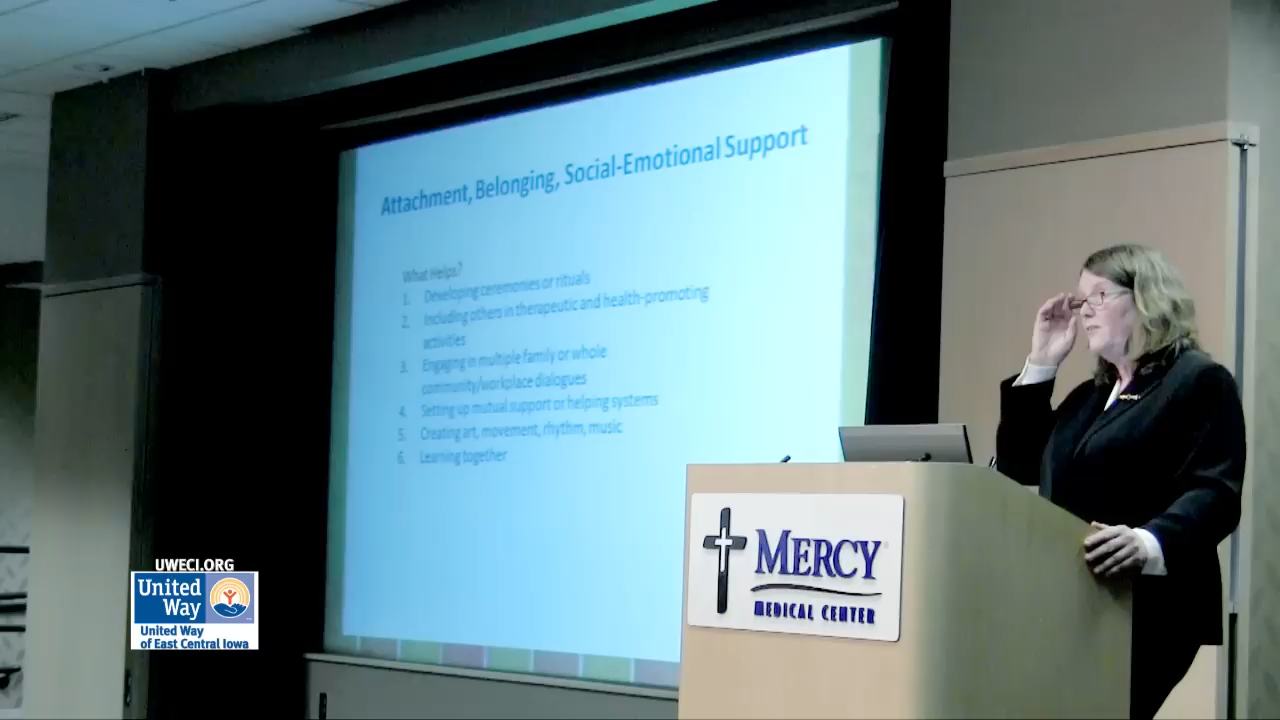 Attachment, Belonging, Social-Emotional Support
What Helps?
1. Developing ceremonies or rituals
2. Including others in therapeutic and health-promoting
activities
3. Engaging in multiple family or whole
community/workplace dialogues
4. Setting up mutual support or helping systems
5. Creating art, movement, rhythm, music
6. Learning together
MERCY
MEDICAL CENTER
UWECI.ORG
United
Way
United Way
of East Central Iowa